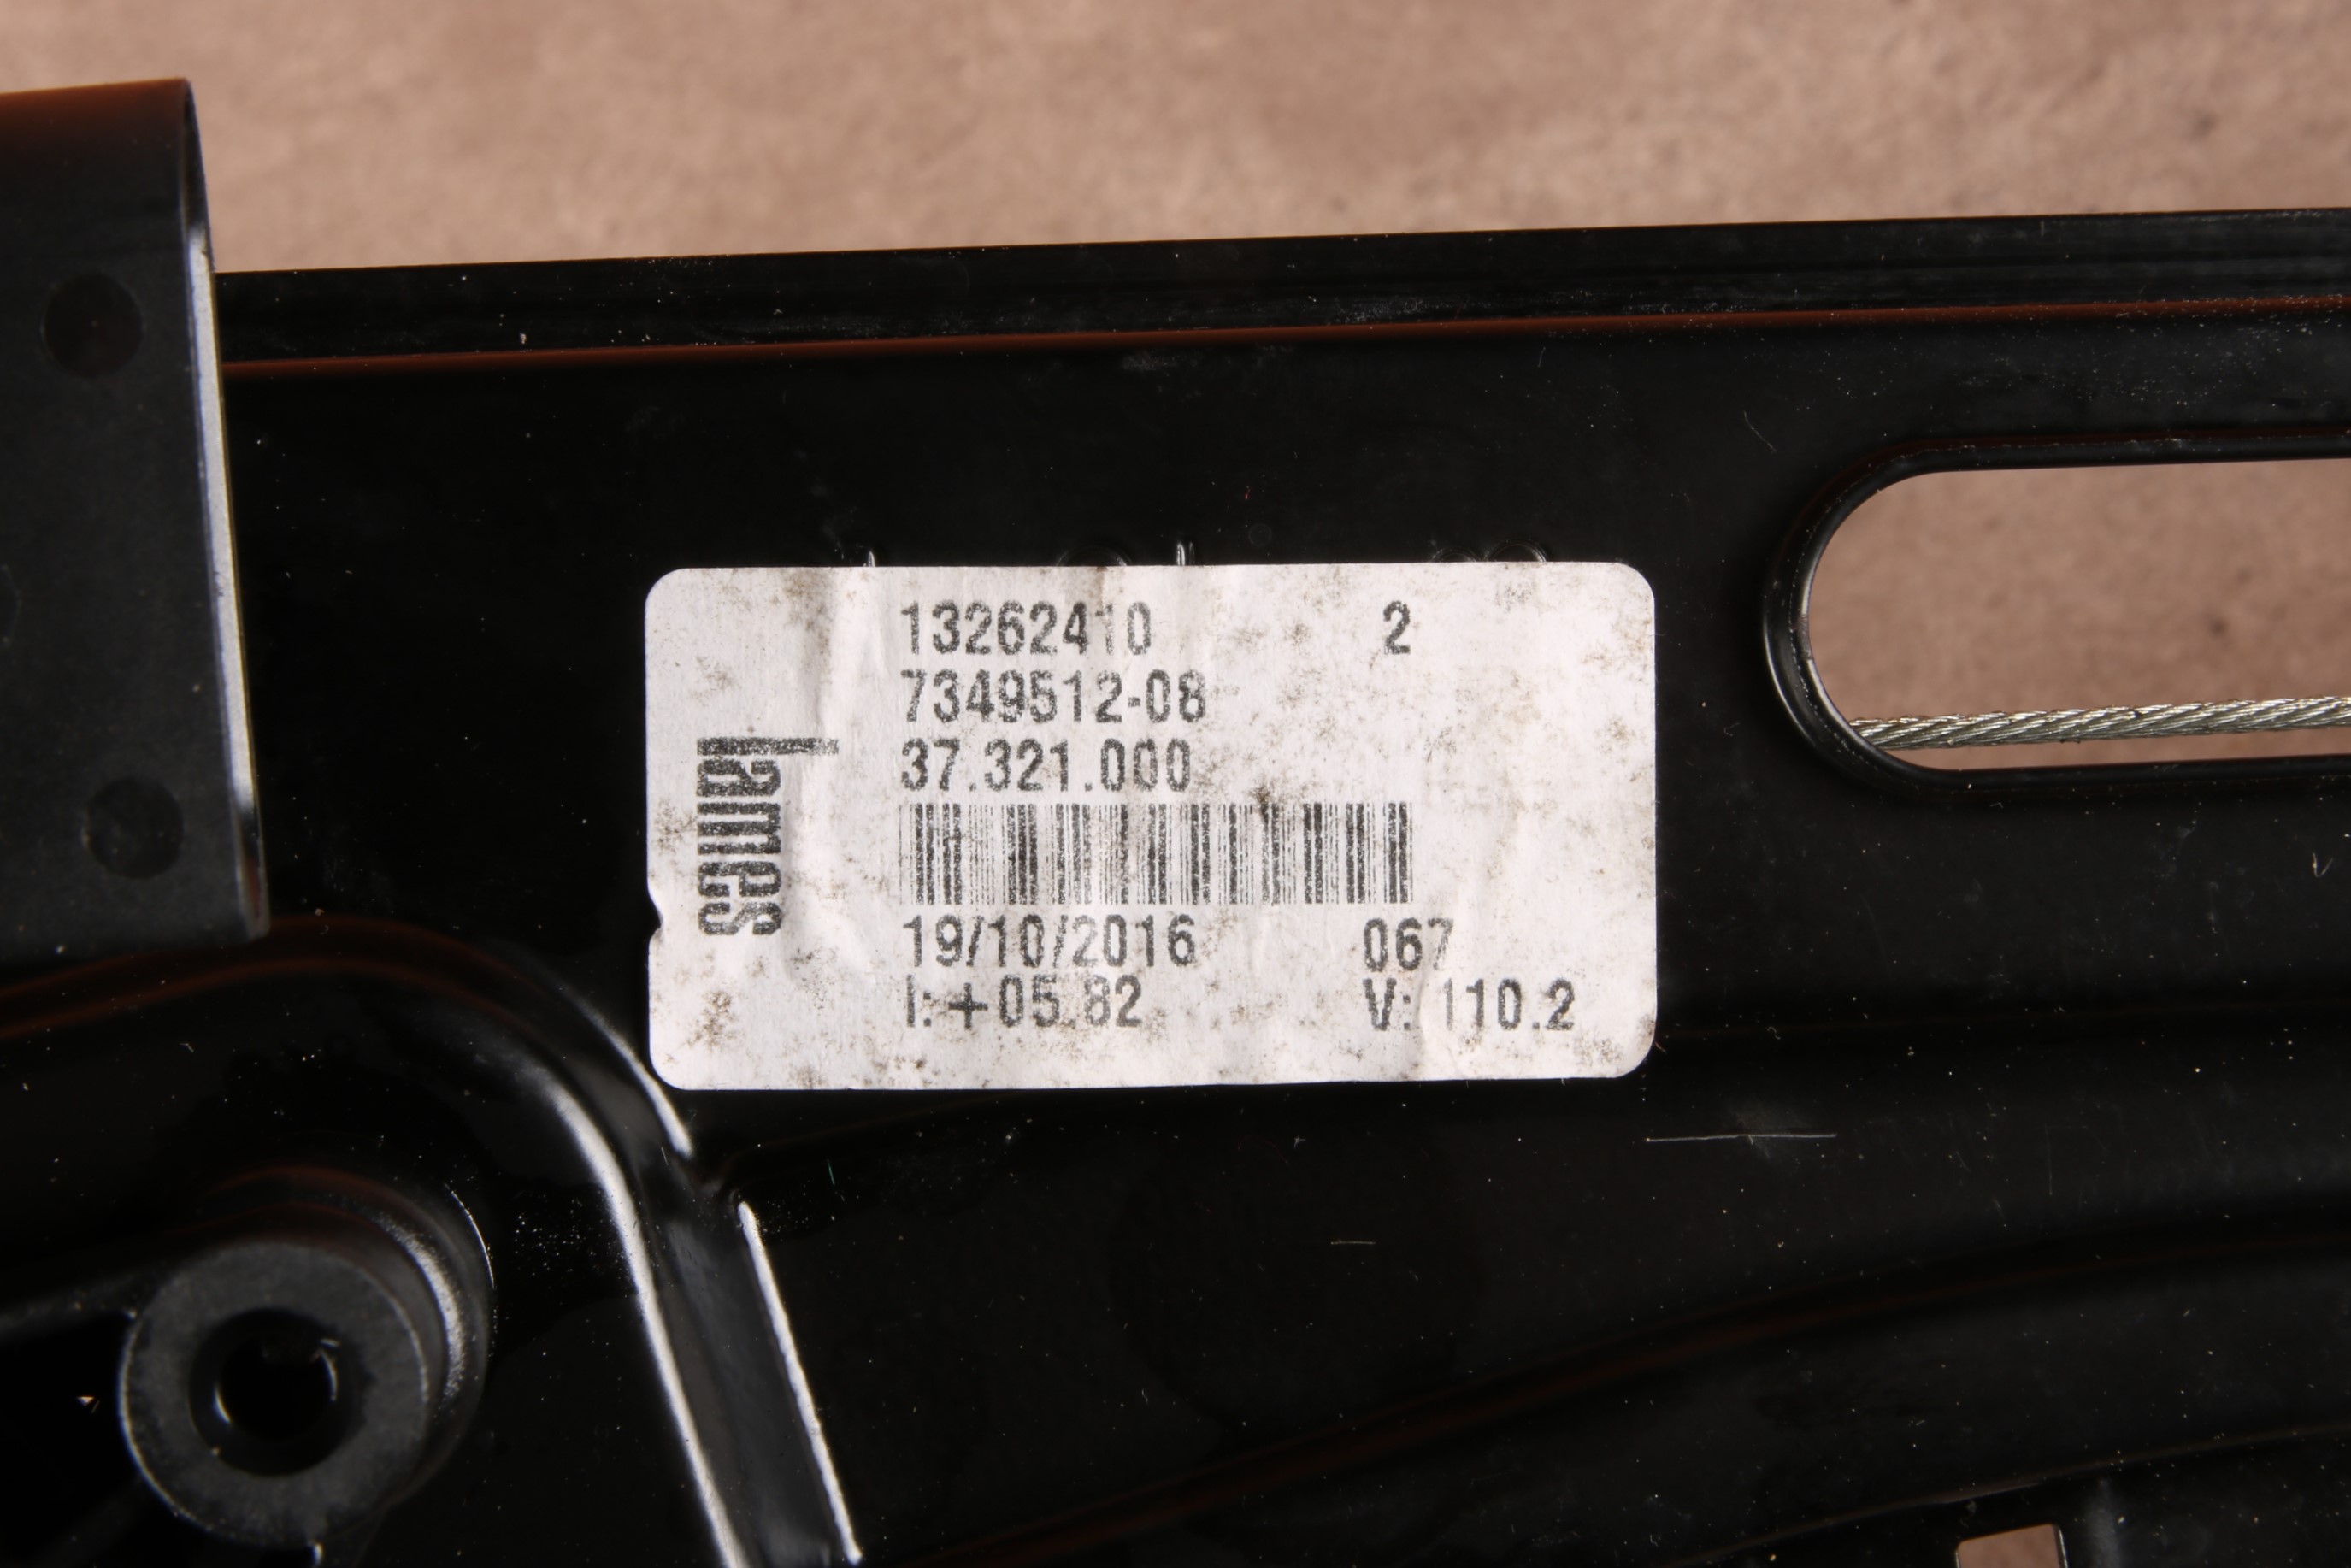 lames
13262410 2
7349512-08
37.321.000
19/10/2016 067
I: +05.82 V: 110.2